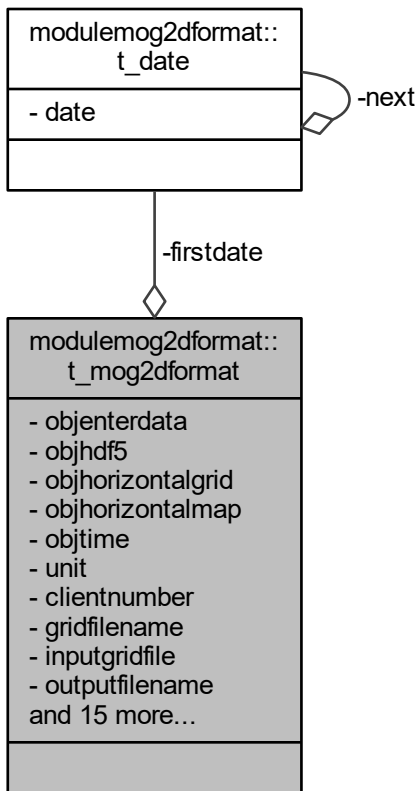 modulemog2dformat::
t_date
- date
-next
-firstdate
modulemog2dformat::
t_mog2dformat
- objenterdata
- objhdf5
- objhorizontalgrid
- objhorizontalmap
- objtime
- unit
- clientnumber
- gridfilename
- inputgridfile
- outputfilename
and 15 more...